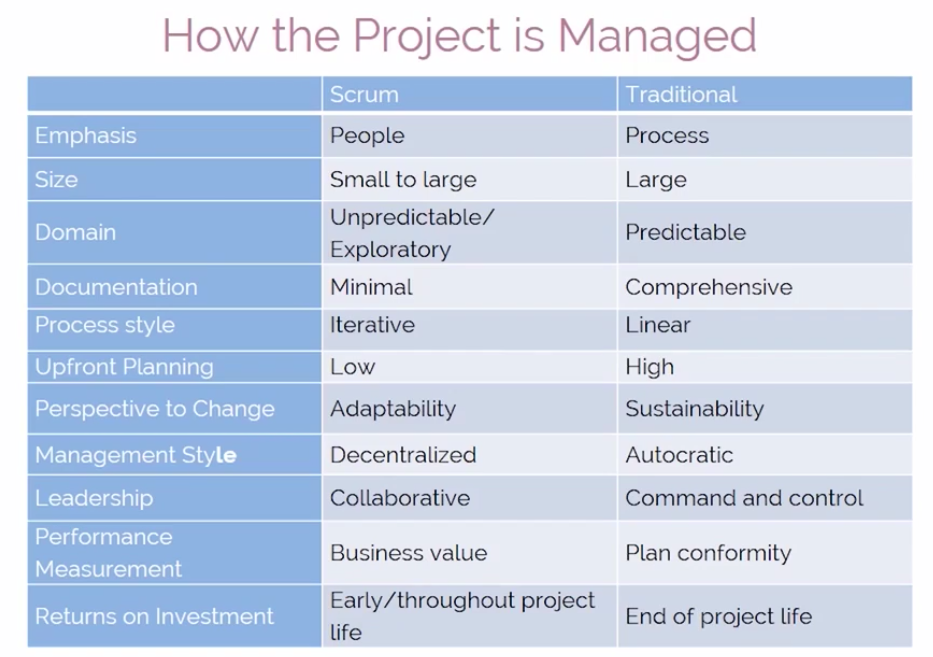 How the Project is Managed
Scrum Traditional
Emphasis People Process
Size Small to large Large
Domain Unpredictable/
Exploratory Predictable
Documentation Minimal Comprehensive
Process style Iterative Linear
Upfront Planning Low High
Perspective to Change Adaptability Sustainability
Management Style Decentralized Autocratic
Leadership Collaborative Command and control
Performance
Measurement Business value Plan conformity
Returns on Investment Early/throughout project
life End of project life